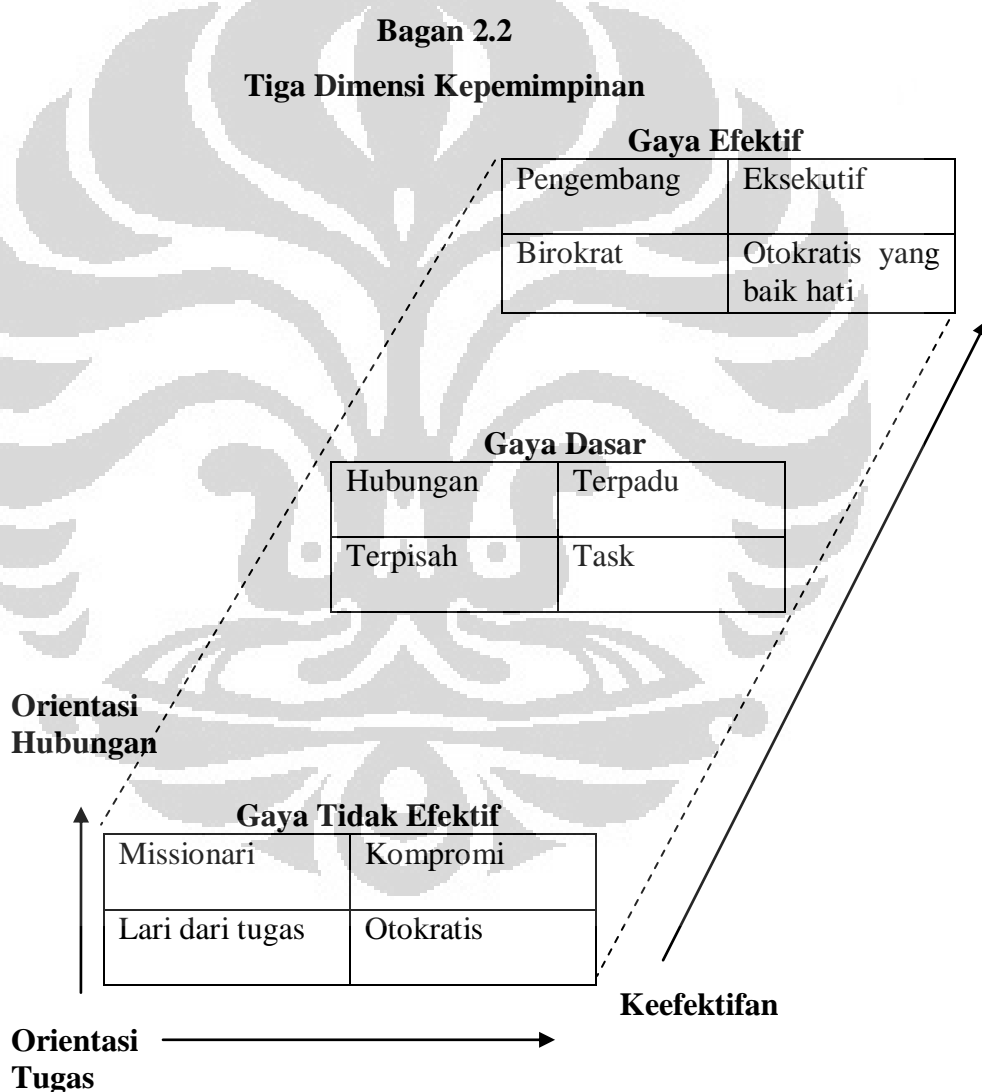 Bagan 2.2
Tiga Dimensi Kepemimpinan
Gaya Efektif
Pengembang Eksekutif
Birokrat Otokratis yang
baik hati
Gaya Dasar
Hubungan Terpadu
Terpisah Task
Orientasi
Hubungan
Gaya Tidak Efektif
Missionari Kompromi
Lari dari tugas Otokratis
Keefektifan
Orientasi
Tugas